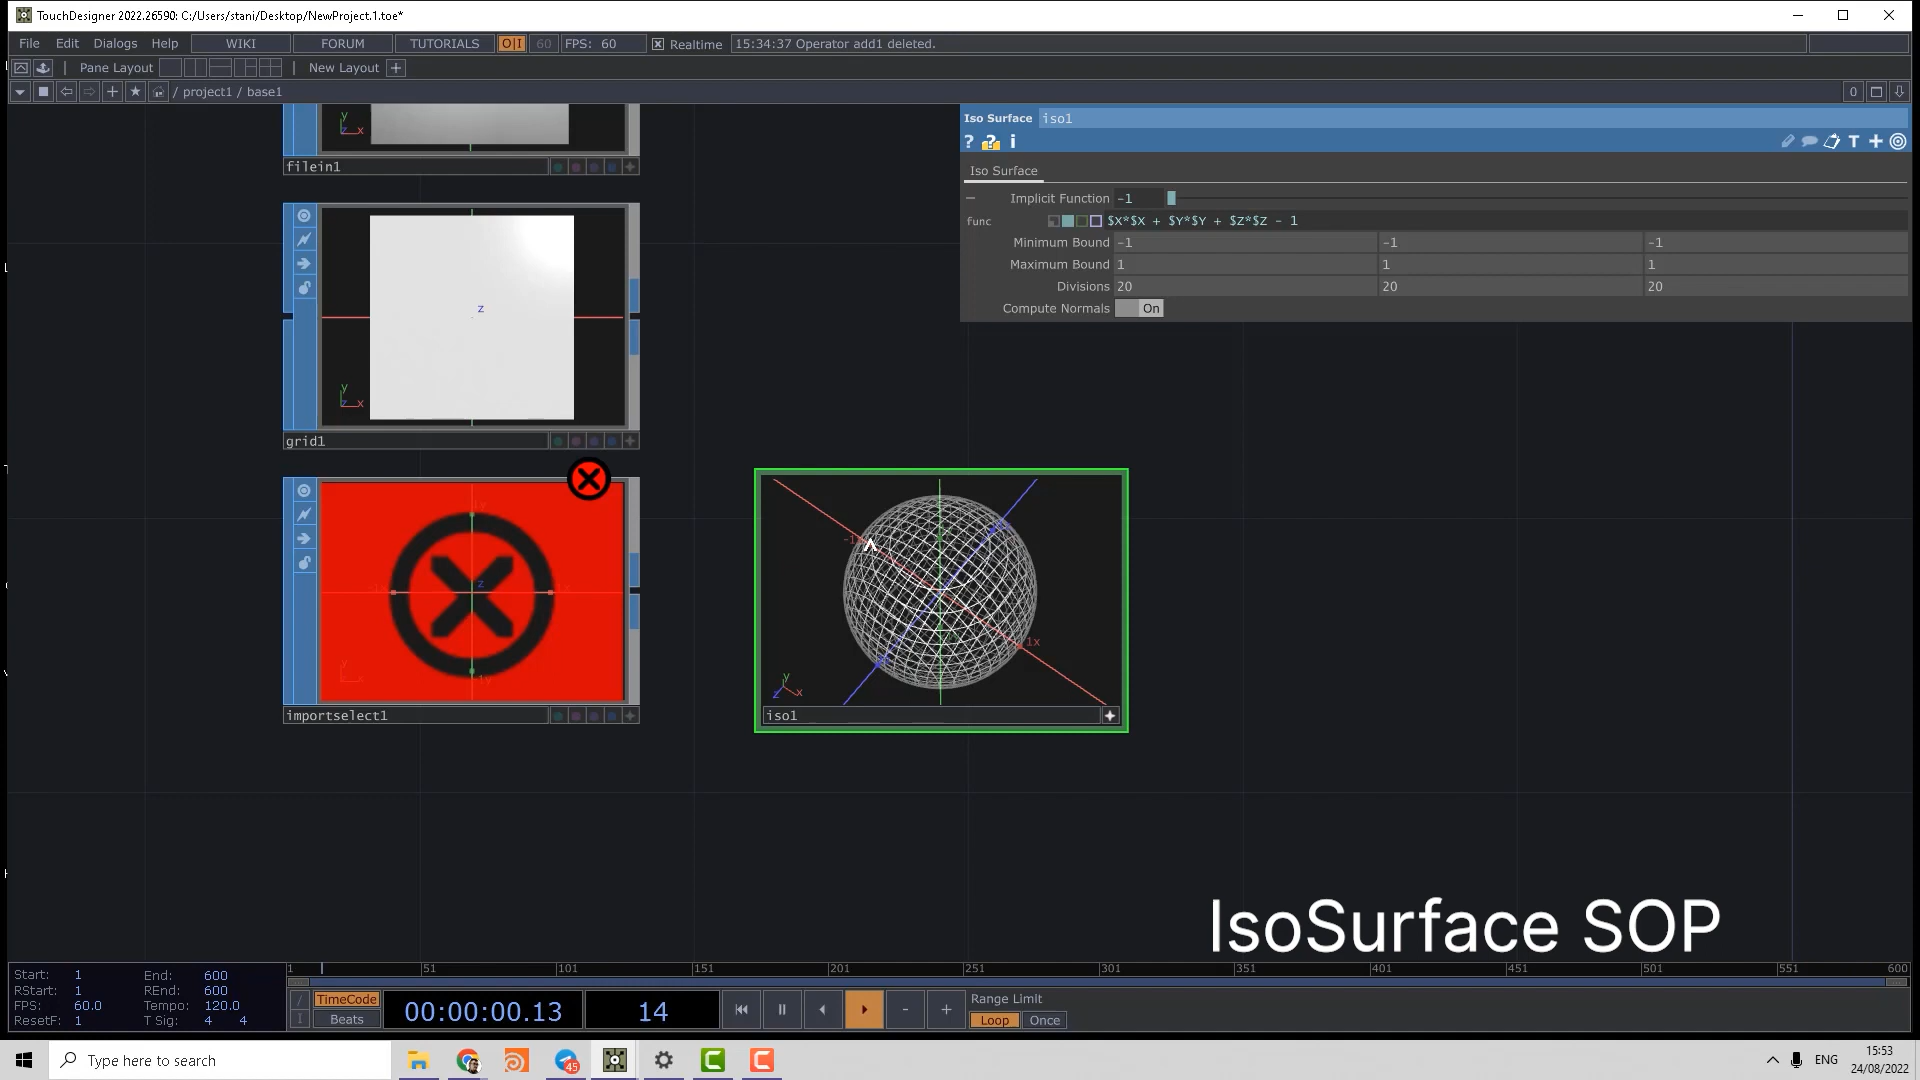 TouchDesigner 2022.26590: C:/Users/stani/Desktop/NewProject.1.toe*
File Edit Dialogs Help WIKI FORUM TUTORIALS O|I 60 FPS: 60 Realtime 15:34:37 Operator add1 deleted.
Pane Layout New Layout +
/ project1 / base1 0
Iso Surface iso1
? ? i T
Iso Surface
Implicit Function -1
func $X*$X + $Y*$Y + $Z*$Z - 1
Minimum Bound -1 -1 -1
Maximum Bound 1 1 1
Divisions 20 20 20
Compute Normals On
y
z x
filein1
z
y
z x
grid1
z
importselect1
-1x
1x
y
z x
iso1
IsoSurface SOP
1 51 101 151 201 251 301 351 401 451 501 551 600
Start: 1 End: 600
RStart: 1 REnd: 600
FPS: 60.0 Tempo: 120.0
ResetF: 1 T Sig: 4 4
TimeCode
Beats
00:00:00.13 14 - +
Range Limit
Loop Once
Type here to search
45
ENG
15:53
24/08/2022